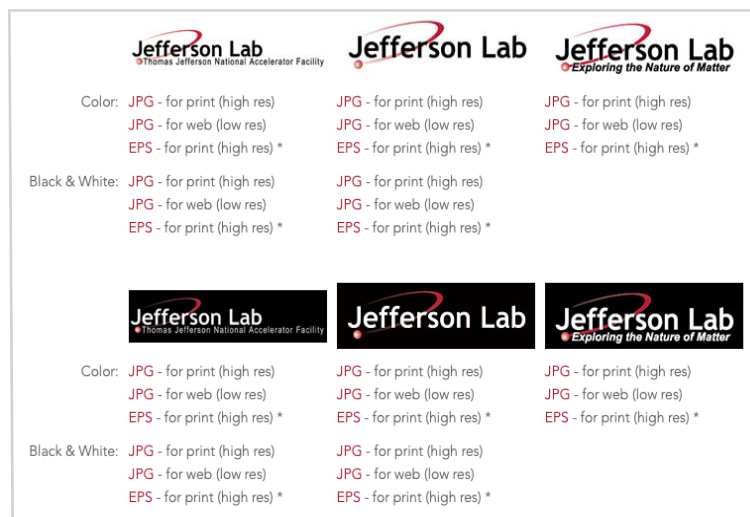 Jefferson Lab Jefferson Lab Jefferson Lab
Thomas Jefferson National Accelerator Facility Exploring the Nature of Matter
Color: JPG - for print (high res) JPG - for print (high res) JPG - for print (high res)
JPG - for web (low res) JPG - for web (low res) JPG - for web (low res)
EPS - for print (high res) * EPS - for print (high res) * EPS - for print (high res) *
Black & White: JPG - for print (high res) JPG - for print (high res)
JPG - for web (low res) JPG - for web (low res)
EPS - for print (high res) * EPS - for print (high res) *
Jefferson Lab Jefferson Lab Jefferson Lab
Thomas Jefferson National Accelerator Facility Exploring the Nature of Matter
Color: JPG - for print (high res) JPG - for print (high res) JPG - for print (high res)
JPG - for web (low res) JPG - for web (low res) JPG - for web (low res)
EPS - for print (high res) * EPS - for print (high res) * EPS - for print (high res) *
Black & White: JPG - for print (high res) JPG - for print (high res)
JPG - for web (low res) JPG - for web (low res)
EPS - for print (high res) * EPS - for print (high res) *